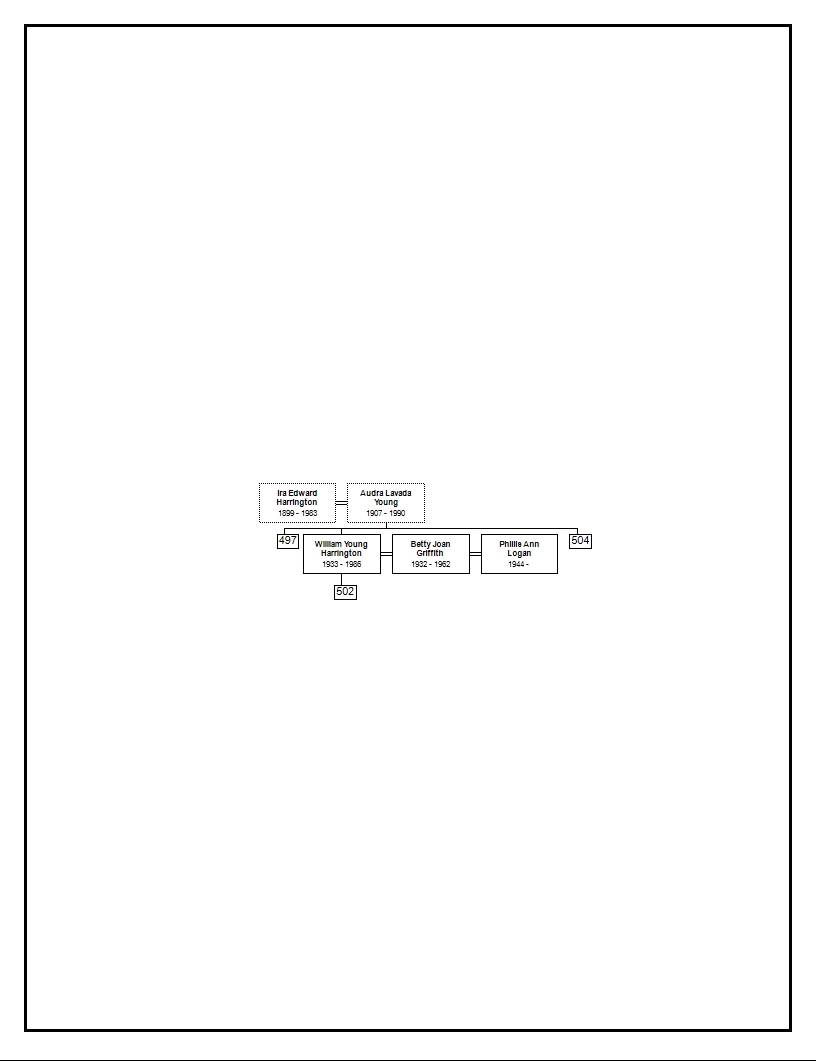 Ira Edward
Harrington
1899 - 1983
Audra Lavada
Young
1907 - 1990
497
William Young
Harrington
1933 - 1986
Betty Joan
Griffith
1932 - 1962
Phillis Ann
Logan
1944 -
504
502